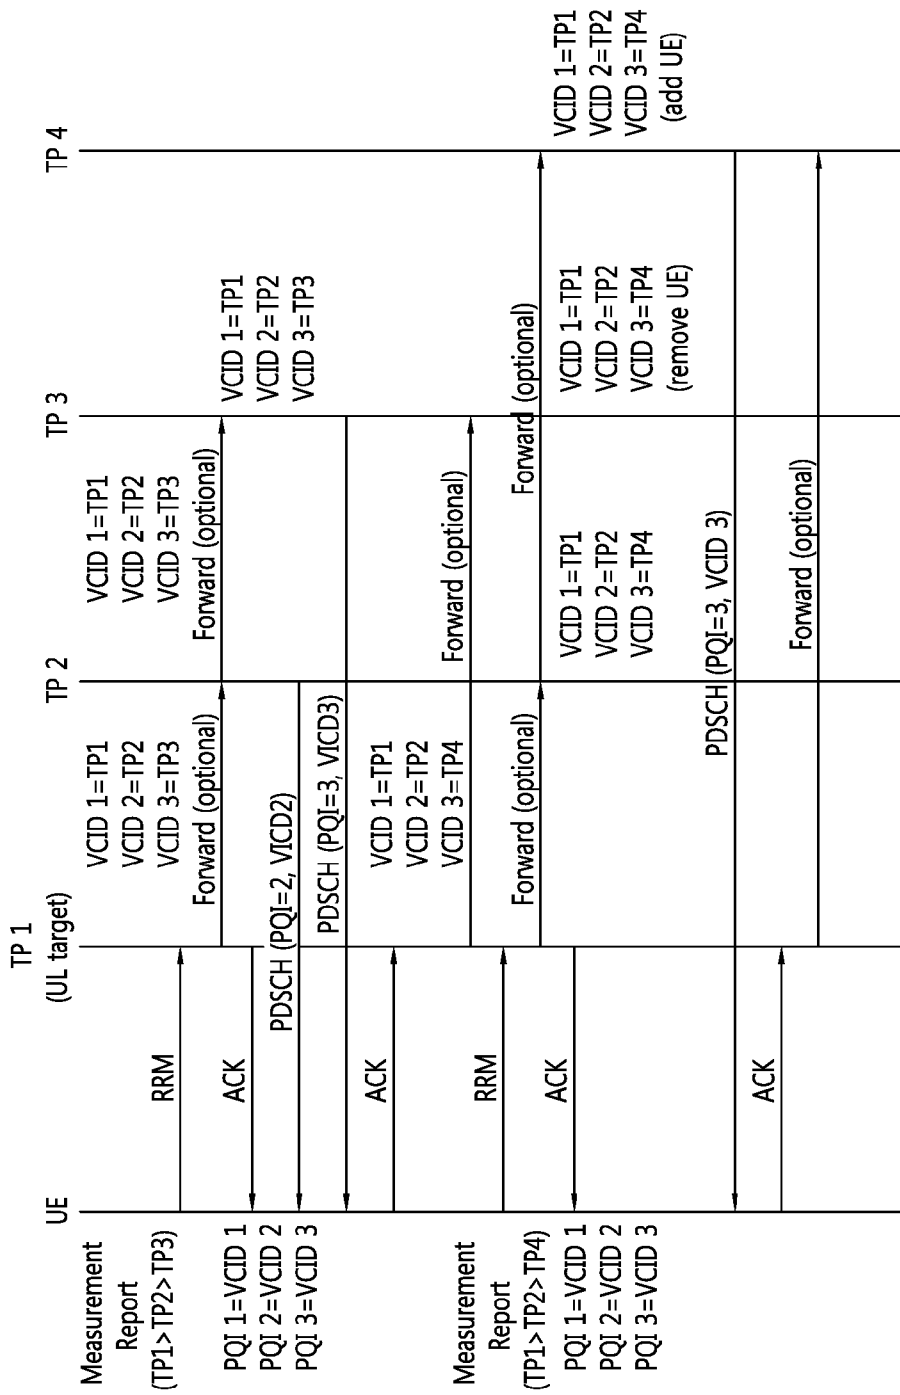 UE
TP 1
(UL target)
TP 2
TP 3
TP 4
Measurement
Report
(TP1>TP2>TP3)
RRM
VCID 1=TP1
VCID 2=TP2
VCID 3=TP3
Forward (optional)
VCID 1=TP1
VCID 2=TP2
VCID 3=TP3
Forward (optional)
VCID 1=TP1
VCID 2=TP2
VCID 3=TP3
PQI 1=VCID 1
PQI 2=VCID 2
PQI 3=VCID 3
ACK
PDSCH (PQI=2, VICD2)
PDSCH (PQI=3, VICD3)
ACK
Forward (optional)
Measurement
Report
(TP1>TP2>TP4)
RRM
VCID 1=TP1
VCID 2=TP2
VCID 3=TP4
Forward (optional)
Forward (optional)
PQI 1=VCID 1
PQI 2=VCID 2
PQI 3=VCID 3
ACK
VCID 1=TP1
VCID 2=TP2
VCID 3=TP4
VCID 1=TP1
VCID 2=TP2
VCID 3=TP4
(remove UE)
VCID 1=TP1
VCID 2=TP2
VCID 3=TP4
(add UE)
PDSCH (PQI=3, VCID 3)
ACK
Forward (optional)